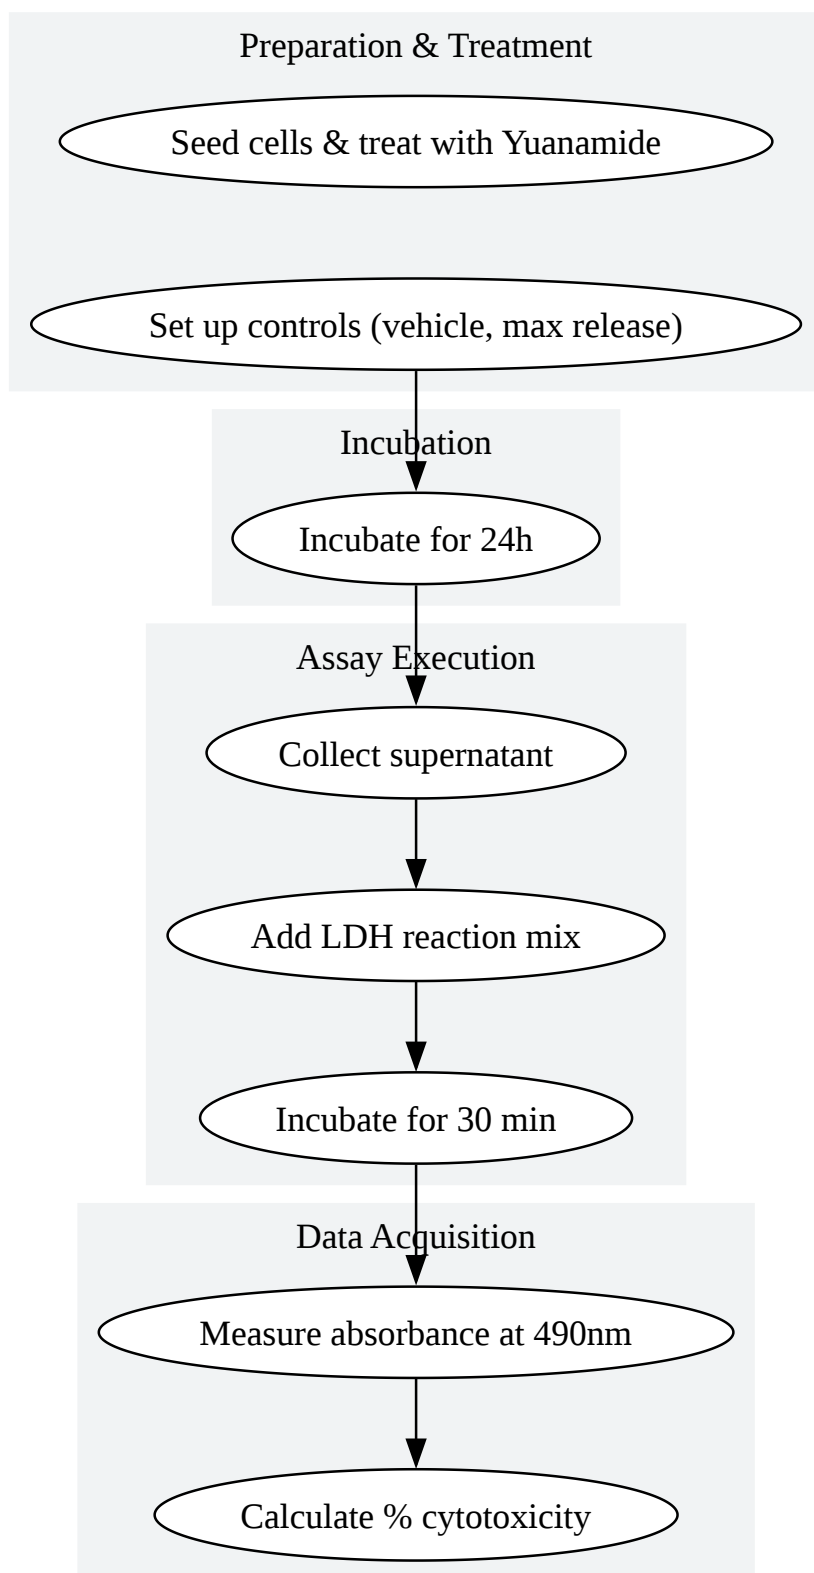 Preparation & Treatment
Seed cells & treat with Yuanamide
Set up controls (vehicle, max release)
Incubation
Incubate for 24h
Assay Execution
Collect supernatant
Add LDH reaction mix
Incubate for 30 min
Data Acquisition
Measure absorbance at 490nm
Calculate % cytotoxicity